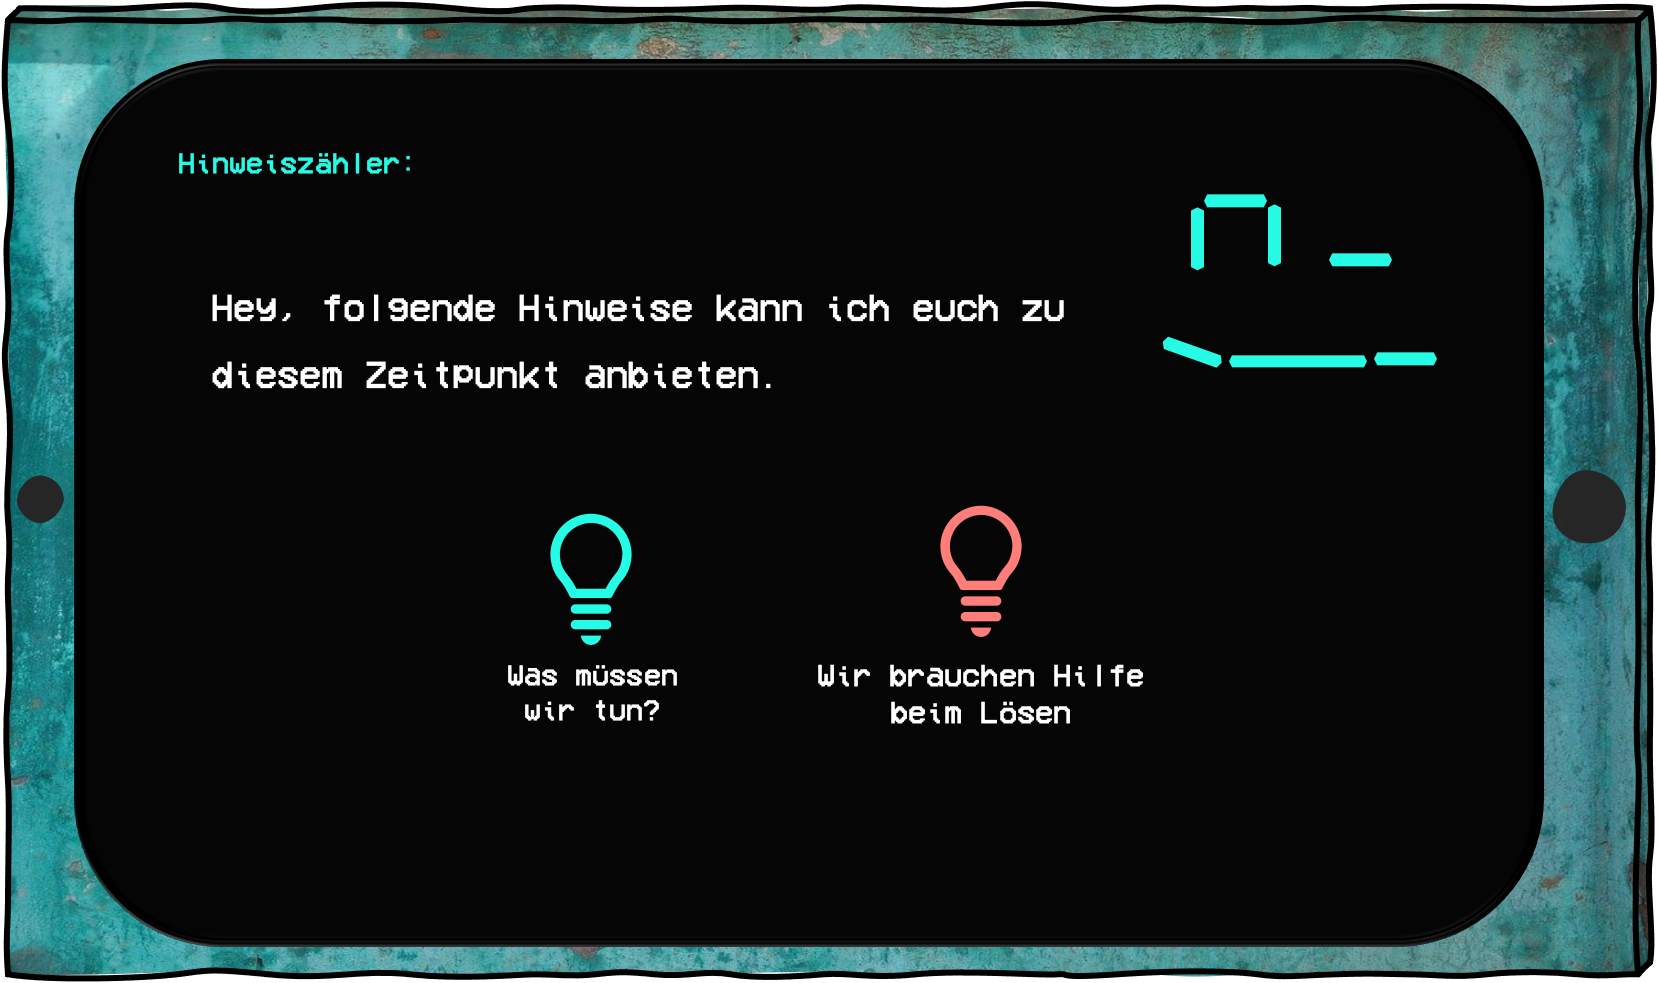 Hinweiszähler:
Hey, folgende Hinweise kann ich euch zu
diesem Zeitpunkt anbieten.
Was müssen
wir tun?
Wir brauchen Hilfe
beim Lösen